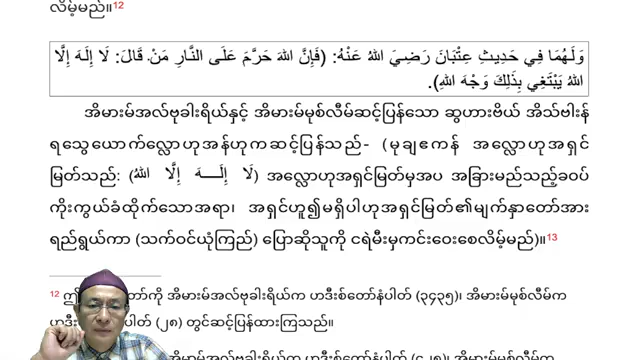 လိမ့်မည်။12
وَلَهُمَا فِي حَدِيثِ عِتْبَانَ رَضِيَ اللهُ عَنْهُ: (فَإِنَّ اللهَ حَرَّمَ عَلَى النَّارِ مَنْ قَالَ: لَا إِلَهَ إِلَّا
اللهُ يَبْتَغِي بِذَلِكَ وَجْهَ اللهِ).
အိမာမ်အလ်ဗုခါးရိယ်နှင့် အိမာမ်မုစ်လီမ်ဆင့်ပြန်သော ဆွဟားဗိယ် အိသ်ဗါးန်
ရသွေယောက်လ္လောဟုအန်ဟုကဆင့်ပြန်သည်- (မုချဧကန် အလ္လောဟုအရှင်
မြတ်သည်: (لَا إِلَــهَ إِلَّا اللهُ) အလ္လောဟုအရှင်မြတ်မှအပ အခြားမည်သည့်ခဝပ်
ကိုးကွယ်ခံထိုက်သောအရာ၊ အရှင်ဟူ၍မရှိပါဟုအရှင်မြတ်၏မျက်နှာတော်အား
ရည်ရွယ်ကာ (သက်ဝင်ယုံကြည်) ပြောဆိုသူကို ငရဲမီးမှကင်းဝေးစေလိမ့်မည်)။13
12 ဤ တော်ကို အိမာမ်အလ်ဗုခါးရိယ်က ဟဒီးစ်တော်နံပါတ် (၃၄၃၅)၊ အိမာမ်မုစ်လီမ်က
ဟဒီး နံပါတ် (၂၈) တွင်ဆင့်ပြန်ထားကြသည်။